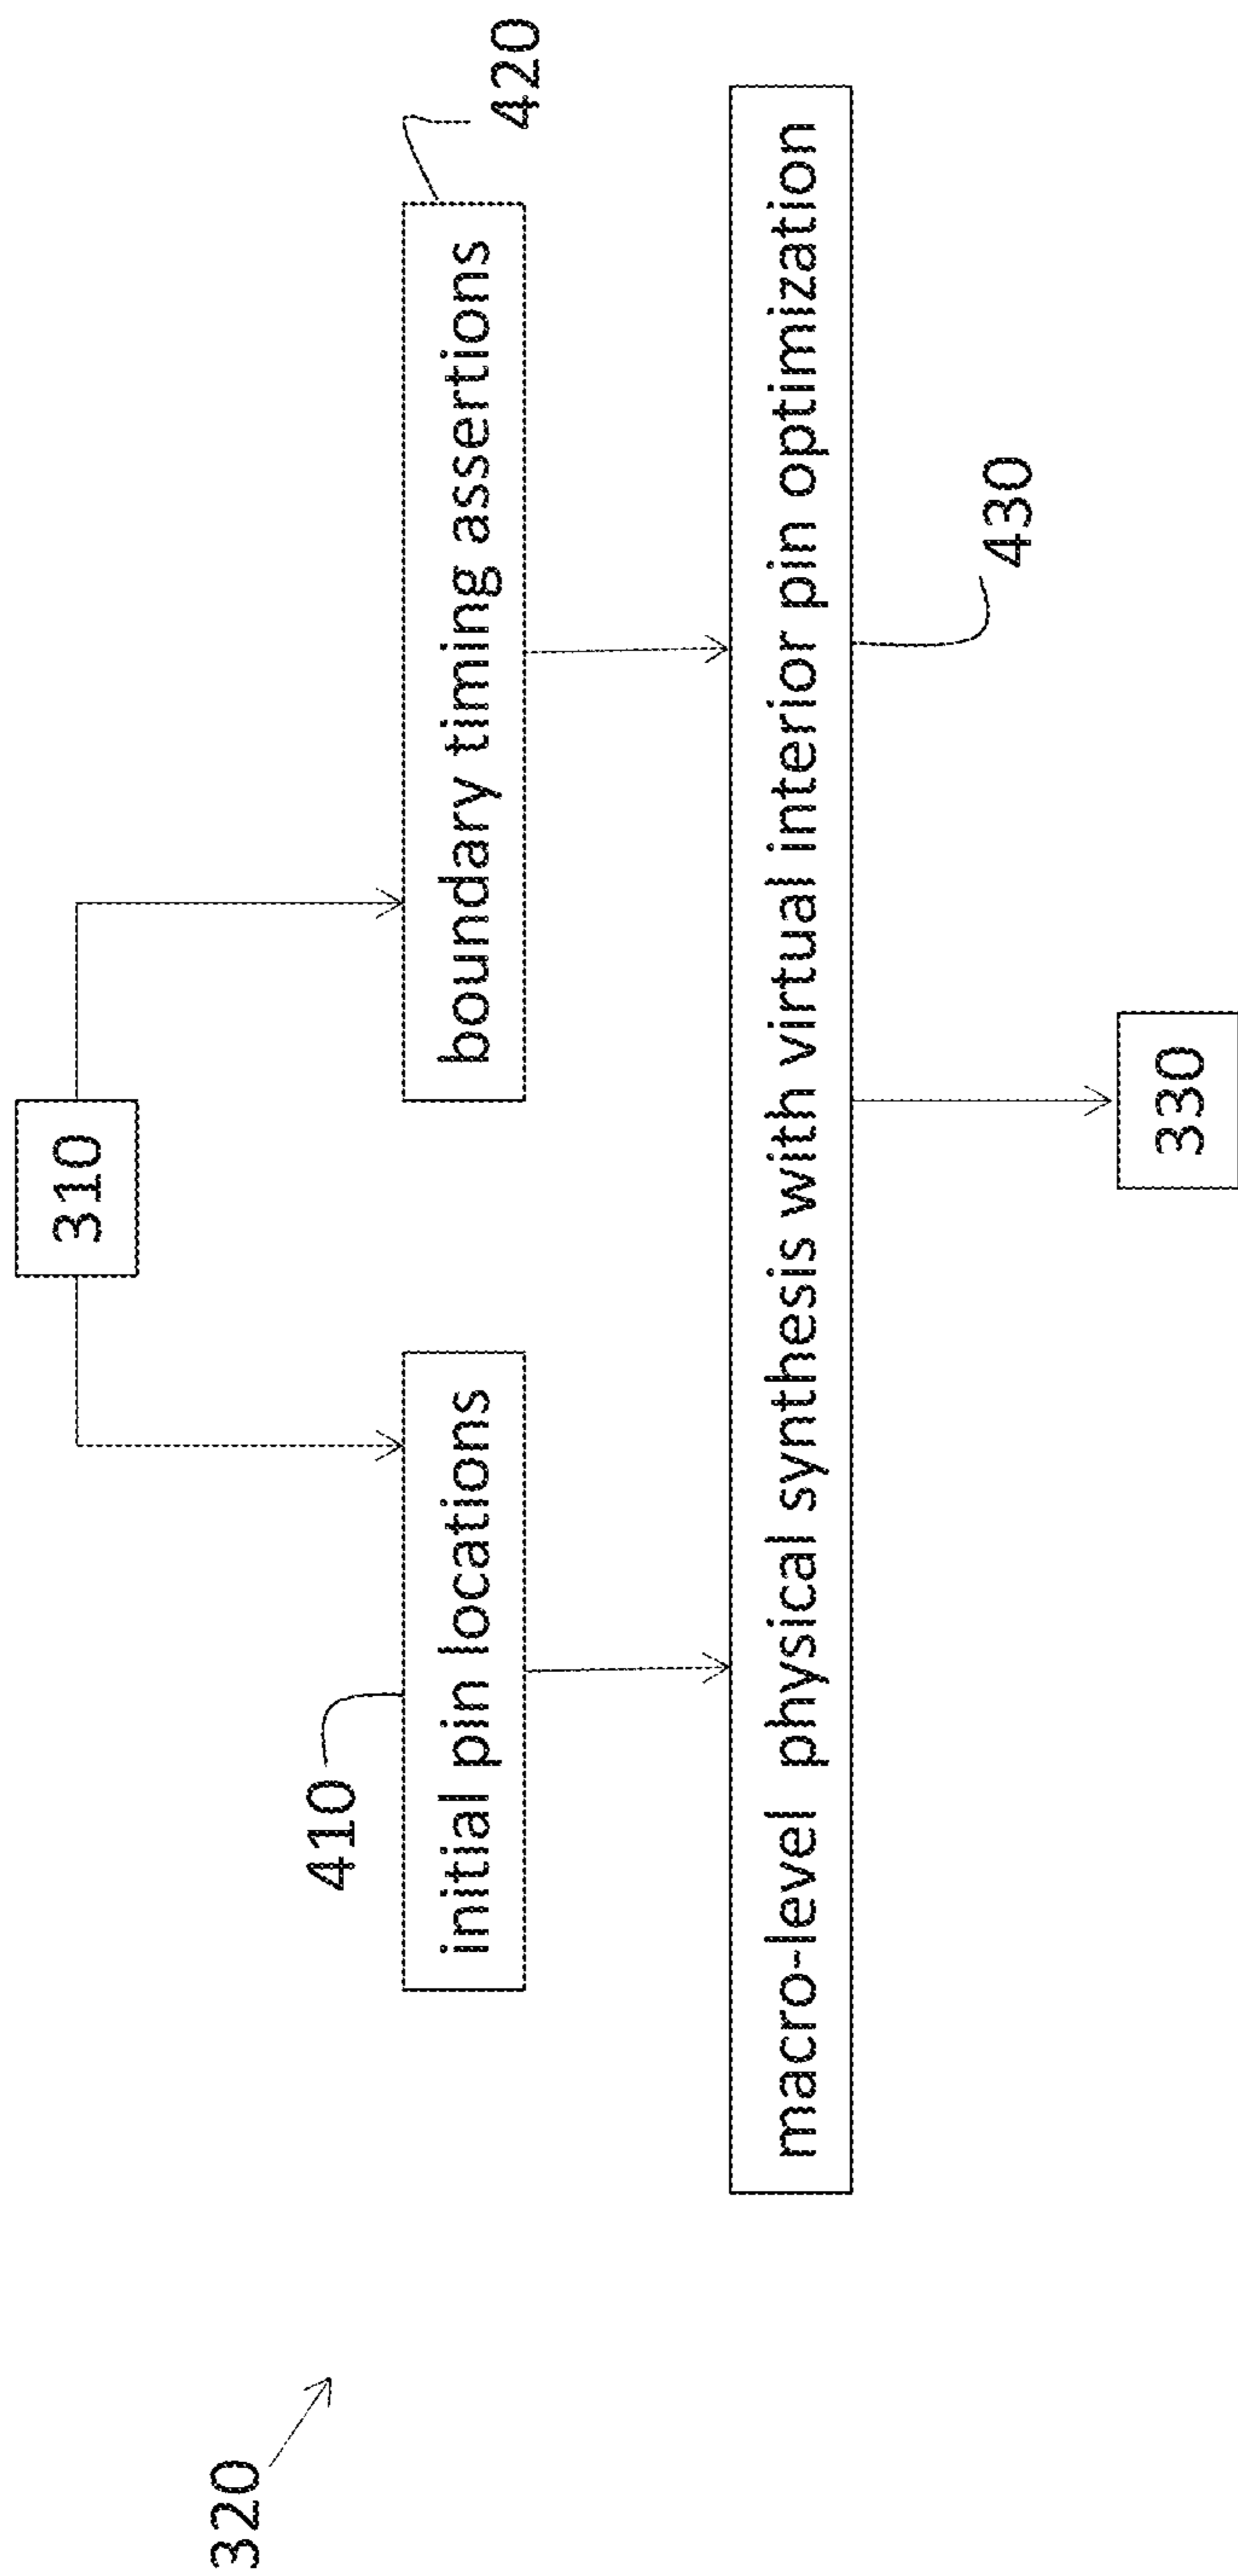 310
420
410
boundary timing assertions
initial pin locations
macro-level physical synthesis with virtual interior pin optimization
430
320
330